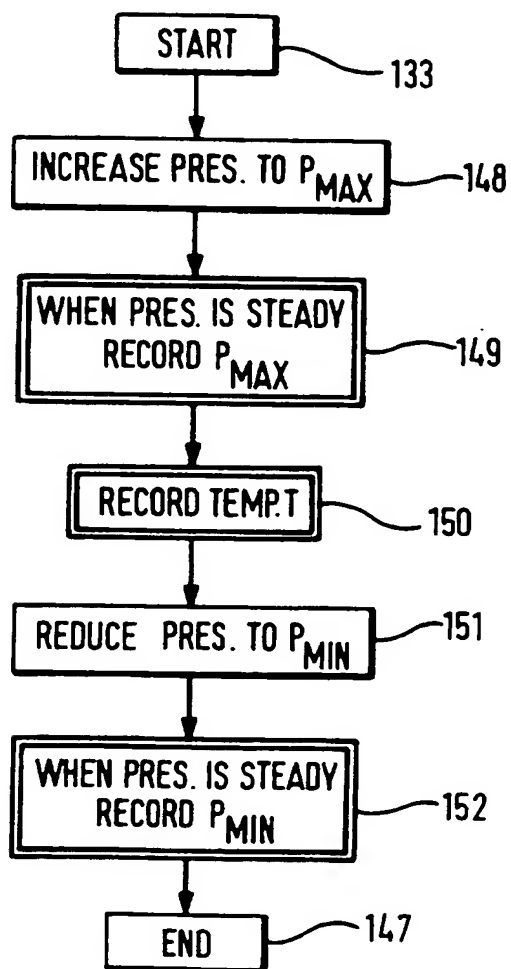 START
133
INCREASE PRES. TO PMAX
148
WHEN PRES. IS STEADY
RECORD PMAX
149
RECORD TEMP.T
150
REDUCE PRES. TO PMIN
151
WHEN PRES. IS STEADY
RECORD PMIN
152
END
147